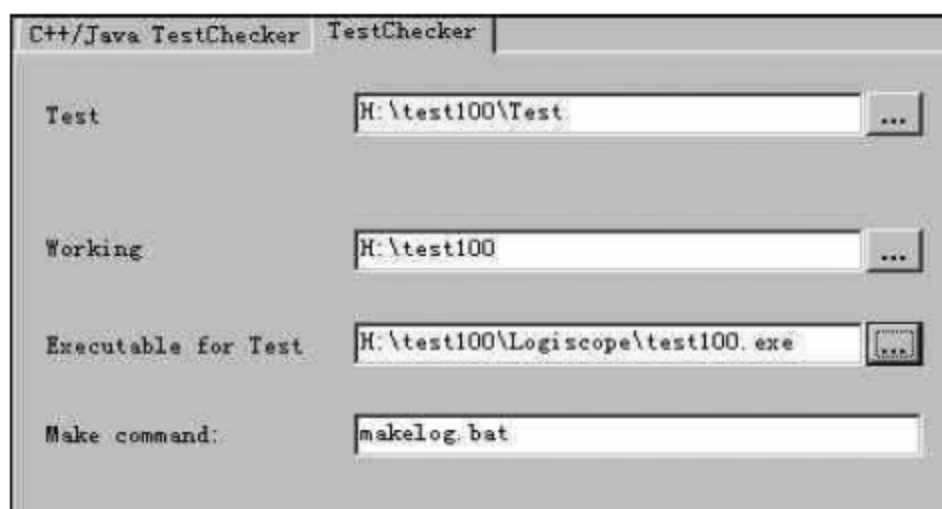 C++/Java TestChecker TestChecker
Test H:\test100\Test ...
Working H:\test100 ...
Executable for Test H:\test100\Logiscope\test100.exe ...
Make command: makelog.bat